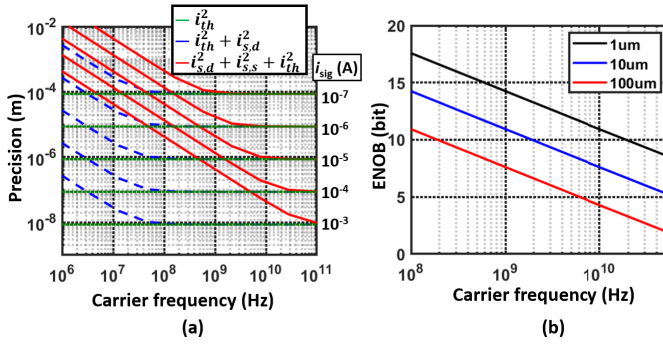 i²th
i²th + i²s,d
i²s,d + i²s,s + i²th
isig (A)
10⁻²
10⁻⁴
10⁻⁶
10⁻⁸
Precision (m)
10⁻⁷
10⁻⁶
10⁻⁵
10⁻⁴
10⁻³
10⁶ 10⁷ 10⁸ 10⁹ 10¹⁰ 10¹¹
Carrier frequency (Hz)
(a)
1um
10um
100um
20
15
10
5
0
ENOB (bit)
10⁸ 10⁹ 10¹⁰
Carrier frequency (Hz)
(b)